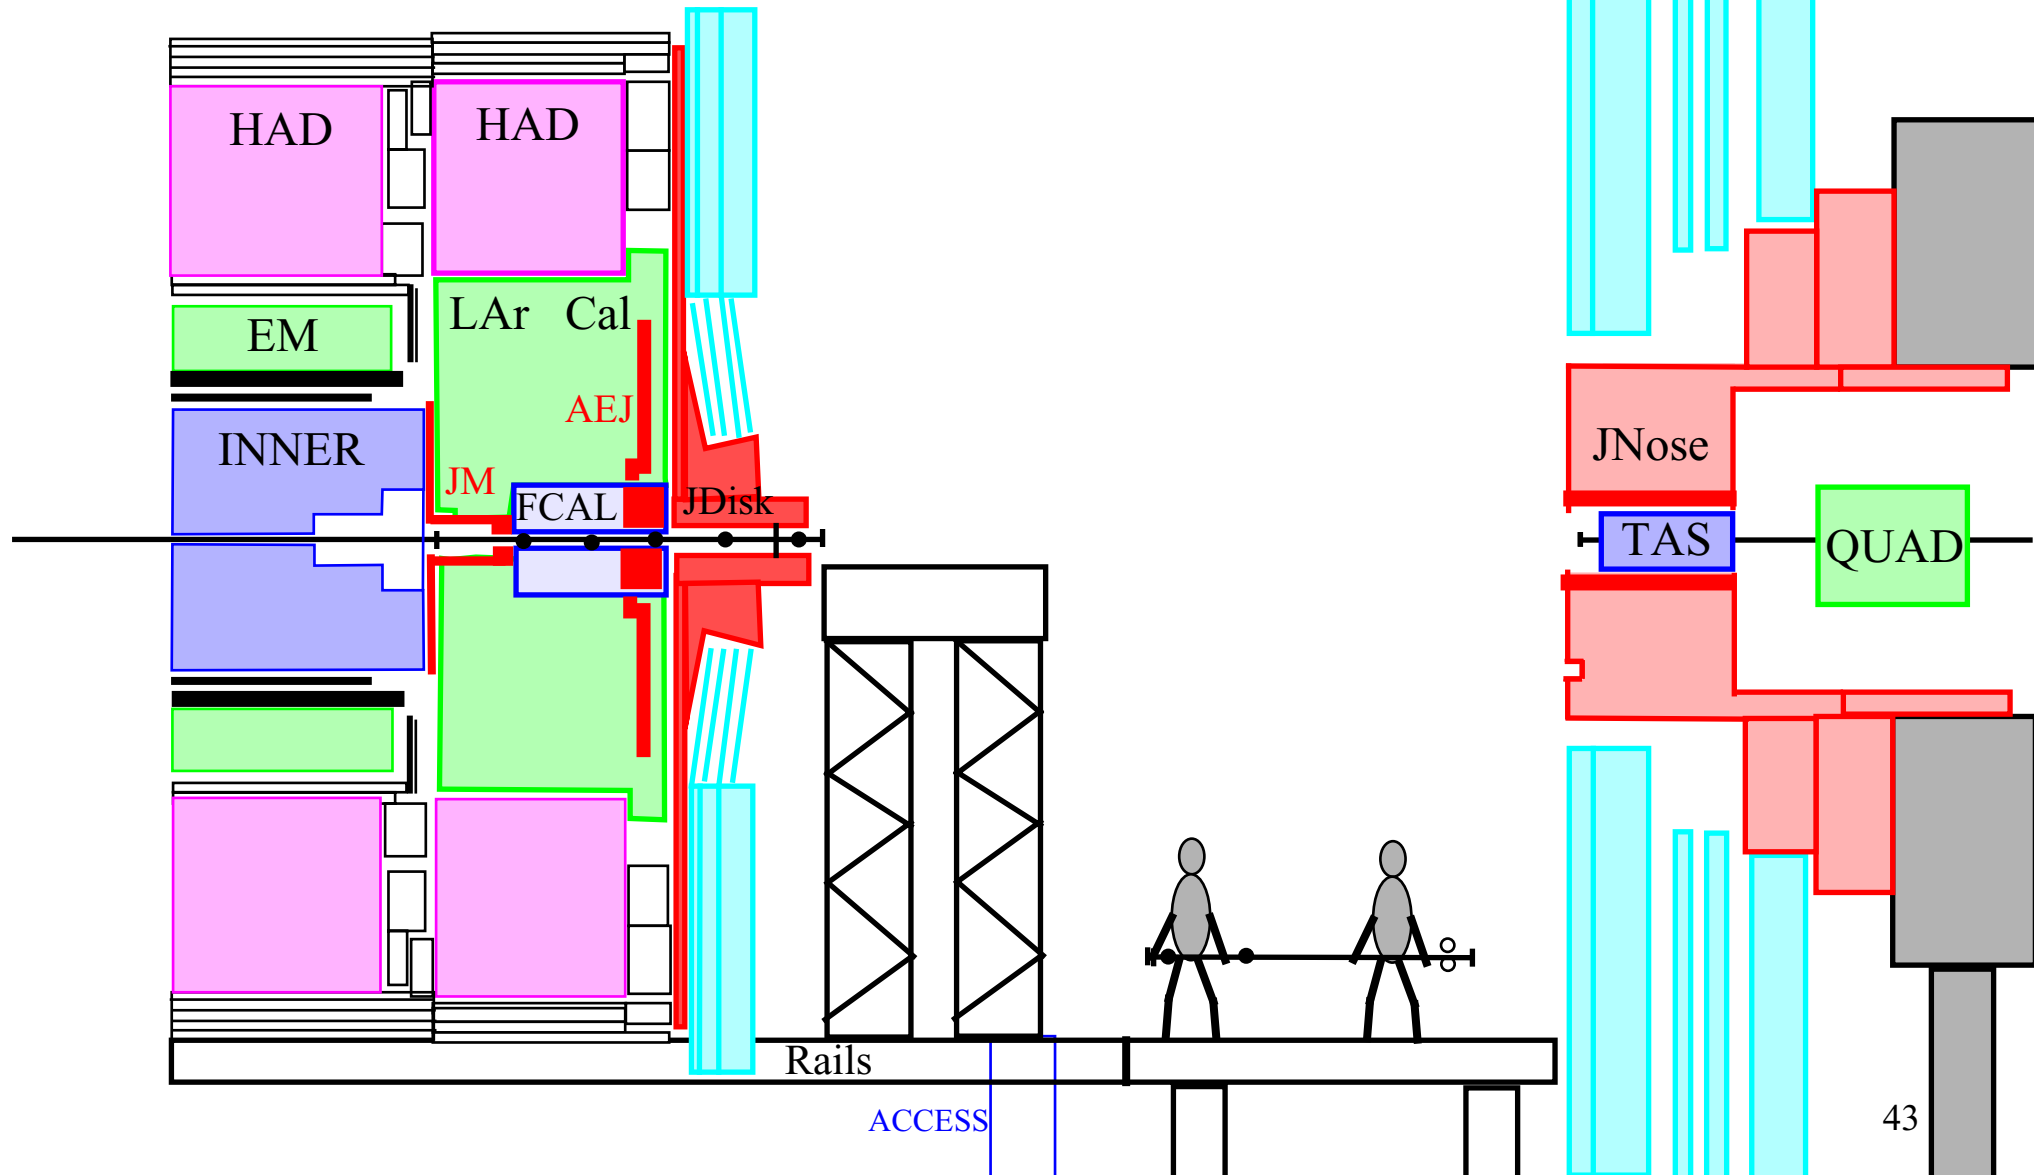 HAD
HAD
LAr Cal
EM
AEJ
INNER
JM
FCAL
JDisk
JNose
TAS
QUAD
Rails
ACCESS
43